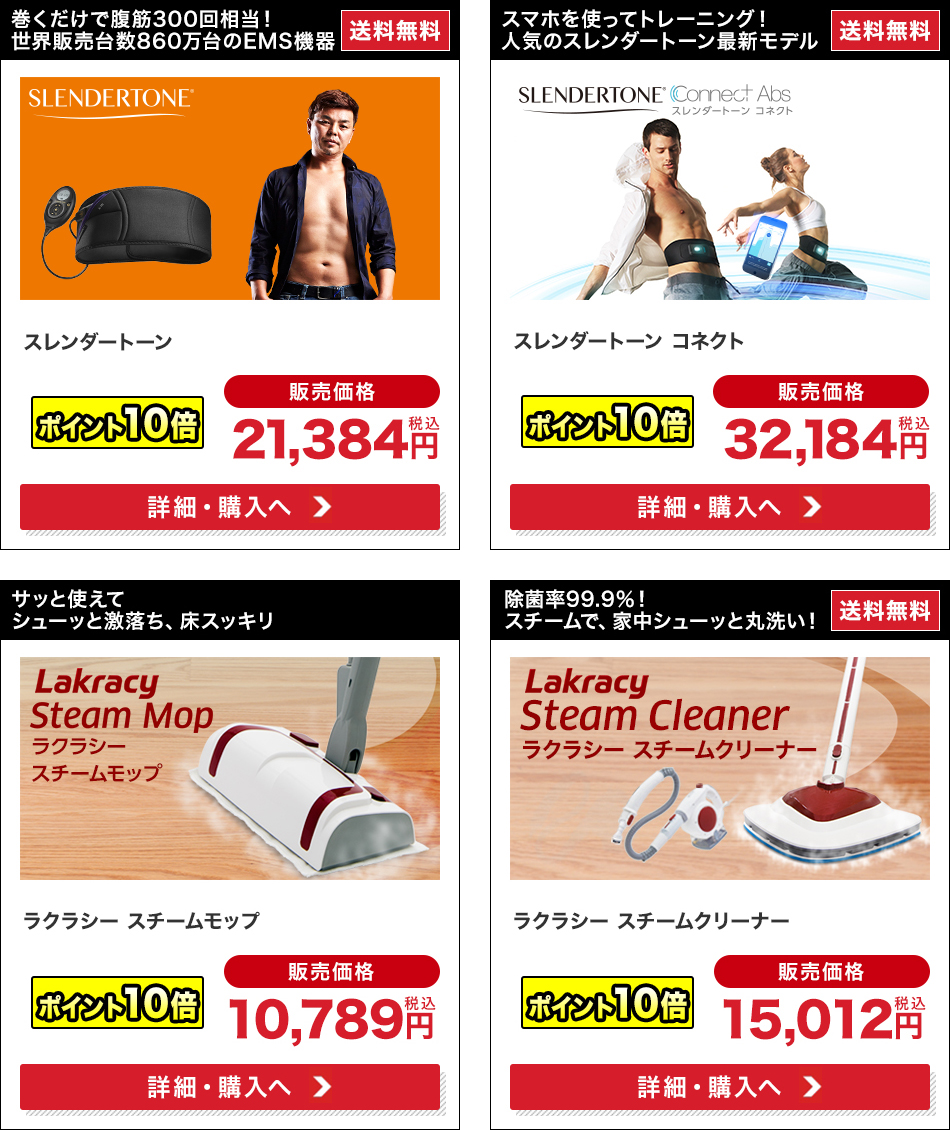 巻くだけで腹筋300回相当！
世界販売台数860万台のEMS機器
送料無料
SLENDERTONE®
スレンダートーン
ポイント10倍
販売価格
21,384円 税込
詳細・購入へ
スマホを使ってトレーニング！
人気のスレンダートーン最新モデル
送料無料
SLENDERTONE® Connect Abs
スレンダートーン コネクト
スレンダートーン コネクト
ポイント10倍
販売価格
32,184円 税込
詳細・購入へ
サッと使えて
シューッと激落ち、床スッキリ
Lakracy
Steam Mop
ラクラシー
スチームモップ
ラクラシー スチームモップ
ポイント10倍
販売価格
10,789円 税込
詳細・購入へ
除菌率99.9%！
スチームで、家中シューッと丸洗い！
送料無料
Lakracy
Steam Cleaner
ラクラシー スチームクリーナー
ラクラシー スチームクリーナー
ポイント10倍
販売価格
15,012円 税込
詳細・購入へ